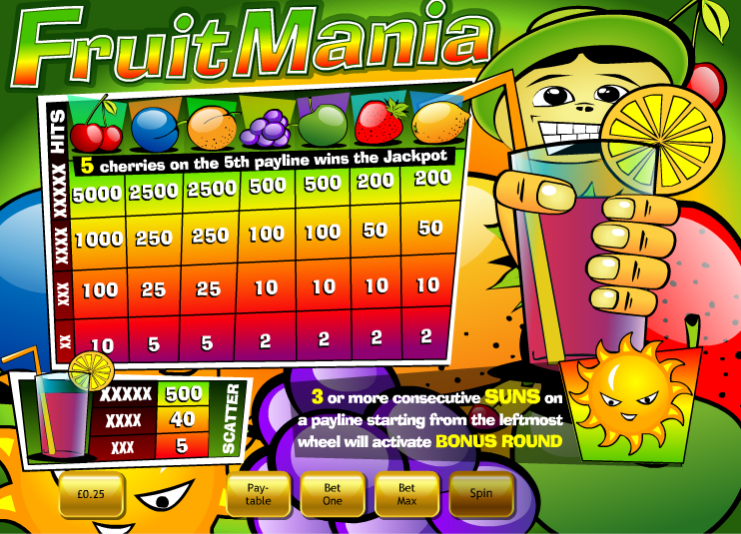 FruitMania
HITS
5 cherries on the 5th payline wins the Jackpot
XXXXX 5000 2500 2500 500 500 200 200
XXXX 1000 250 250 100 100 50 50
XXX 100 25 25 10 10 10 10
XX 10 5 5 2 2 2 2
XXXXX 500
XXXX 40
XXX 5
SCATTER
3 or more consecutive SUNS on
a payline starting from the leftmost
wheel will activate BONUS ROUND
£0.25
Pay-
table
Bet
One
Bet
Max
Spin